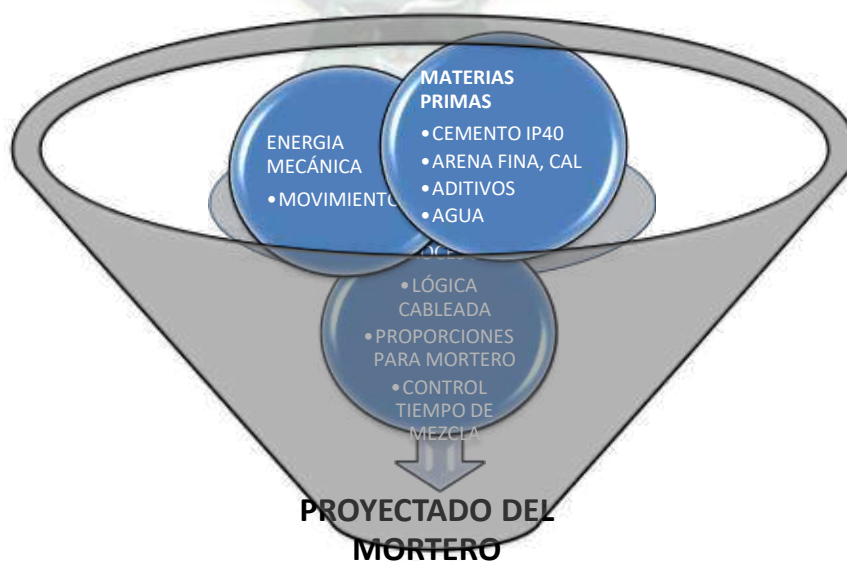 MATERIAS
PRIMAS
•CEMENTO IP40
•ARENA FINA, CAL
•ADITIVOS
•AGUA
ENERGIA
MECÁNICA
•MOVIMIENTO
•LÓGICA
CABLEADA
•PROPORCIONES
PARA MORTERO
•CONTROL
TIEMPO DE
MEZCLA
PROYECTADO DEL
MORTERO